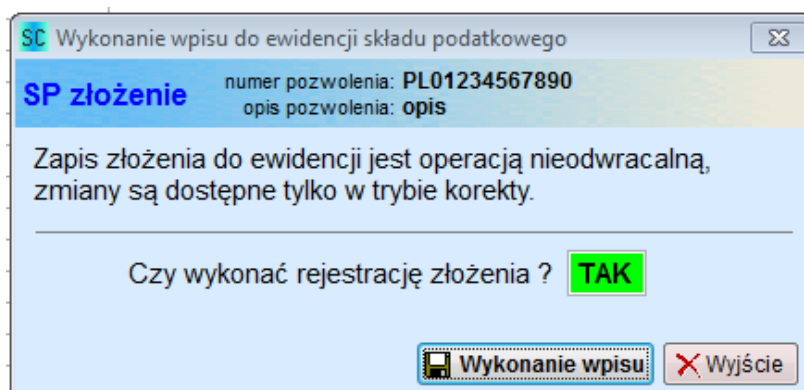 SC Wykonanie wpisu do ewidencji składu podatkowego
SP złożenie
numer pozwolenia: PL01234567890
opis pozwolenia: opis
Zapis złożenia do ewidencji jest operacją nieodwracalną,
zmiany są dostępne tylko w trybie korekty.
Czy wykonać rejestrację złożenia ? TAK
Wykonanie wpisu Wyjście